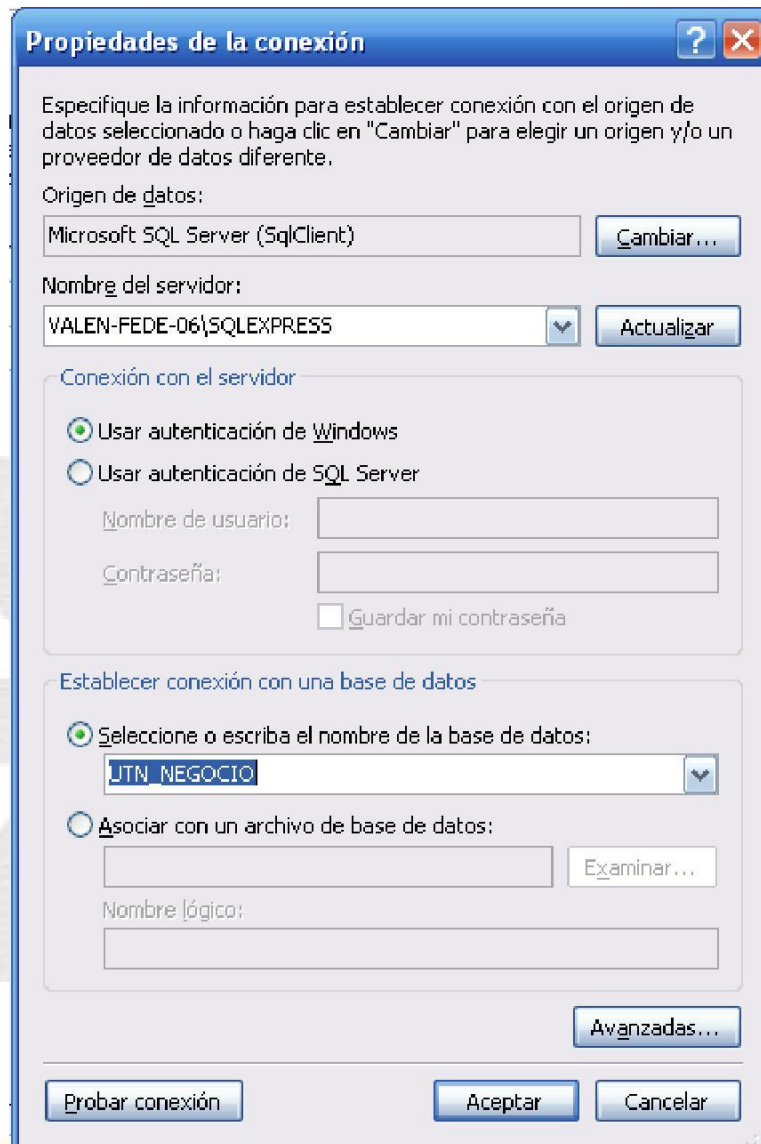 Propiedades de la conexión
Especifique la información para establecer conexión con el origen de
datos seleccionado o haga clic en "Cambiar" para elegir un origen y/o un
proveedor de datos diferente.
Origen de datos:
Microsoft SQL Server (SqlClient)
Cambiar...
Nombre del servidor:
VALEN-FEDE-06\SQLEXPRESS
Actualizar
Conexión con el servidor
Usar autenticación de Windows
Usar autenticación de SQL Server
Nombre de usuario:
Contraseña:
Guardar mi contraseña
Establecer conexión con una base de datos
Seleccione o escriba el nombre de la base de datos:
UTN_NEGOCIO
Asociar con un archivo de base de datos:
Examinar...
Nombre lógico:
Avanzadas...
Probar conexión
Aceptar
Cancelar